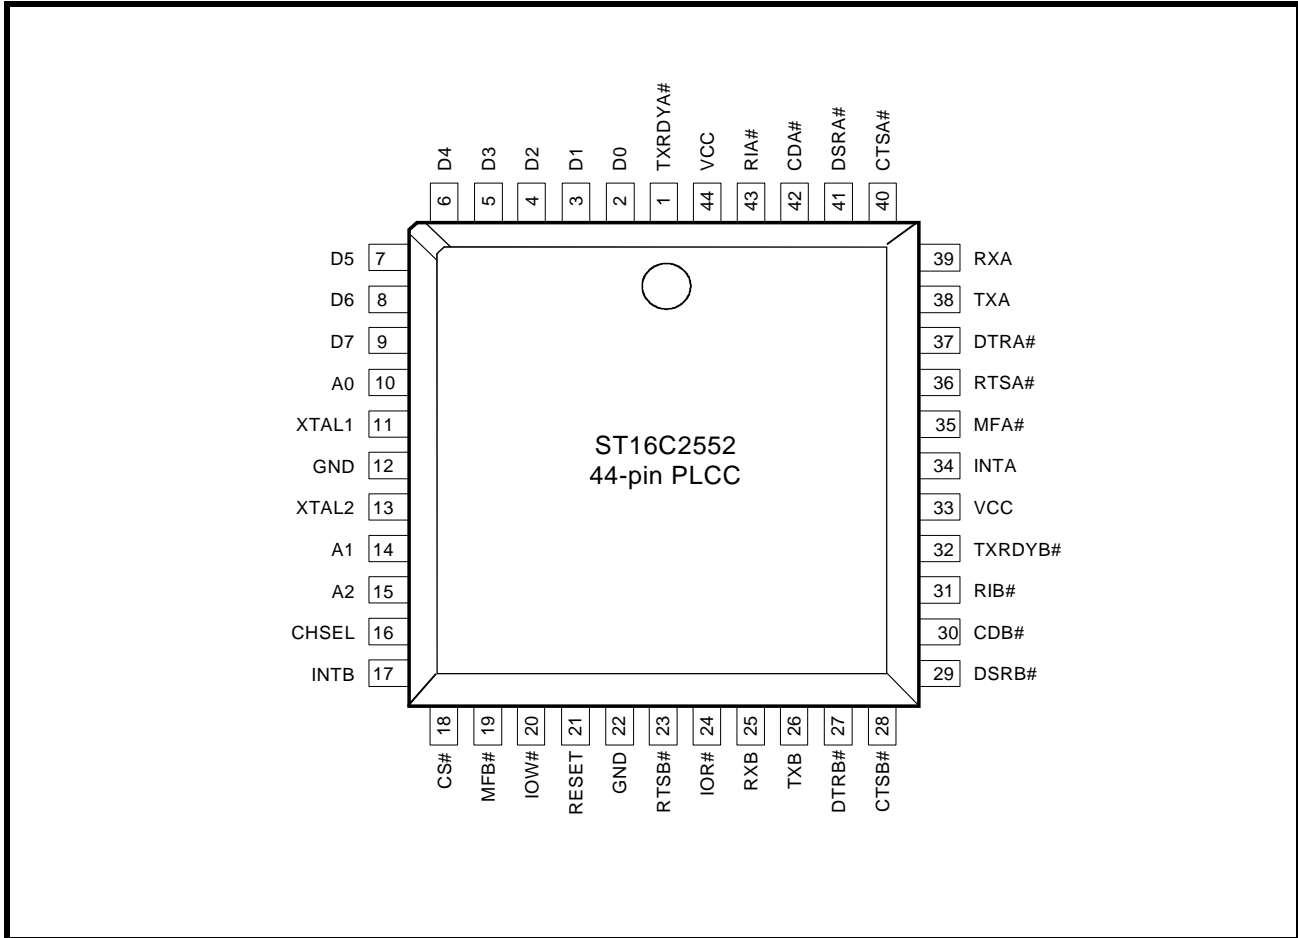 D4 D3 D2 D1 D0 TXRDYA# VCC RIA# CDA# DSRA# CTSA#
6 5 4 3 2 1 44 43 42 41 40
D5 7 39 RXA
D6 8 38 TXA
D7 9 37 DTRA#
A0 10 36 RTSA#
XTAL1 11 35 MFA#
ST16C2552
GND 12 34 INTA
44-pin PLCC
XTAL2 13 33 VCC
A1 14 32 TXRDYB#
A2 15 31 RIB#
CHSEL 16 30 CDB#
INTB 17 29 DSRB#
18 19 20 21 22 23 24 25 26 27 28
CS# MFB# IOW# RESET GND RTSB# IOR# RXB TXB DTRB# CTSB#